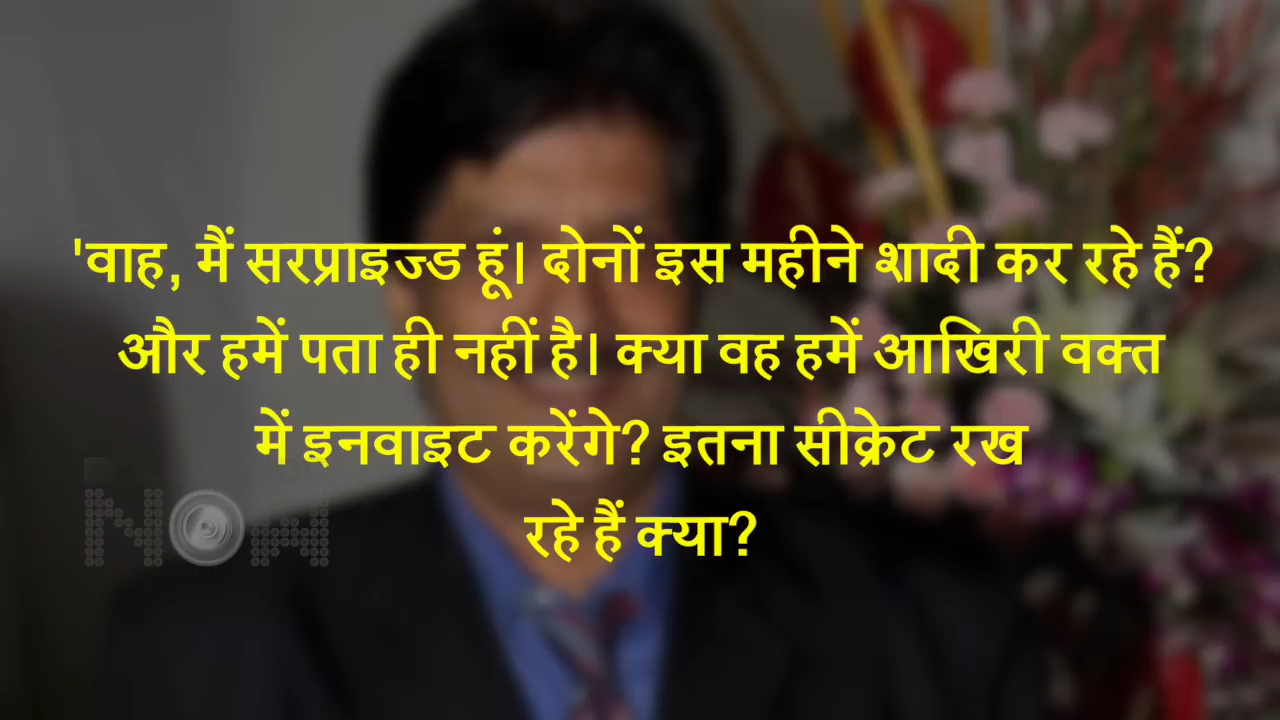 'वाह, मैं सरप्राइज्ड हूं। दोनों इस महीने शादी कर रहे हैं?
और हमें पता ही नहीं है। क्या वह हमें आखिरी वक्त
में इनवाइट करेंगे? इतना सीक्रेट रख
रहे हैं क्या?
NOW